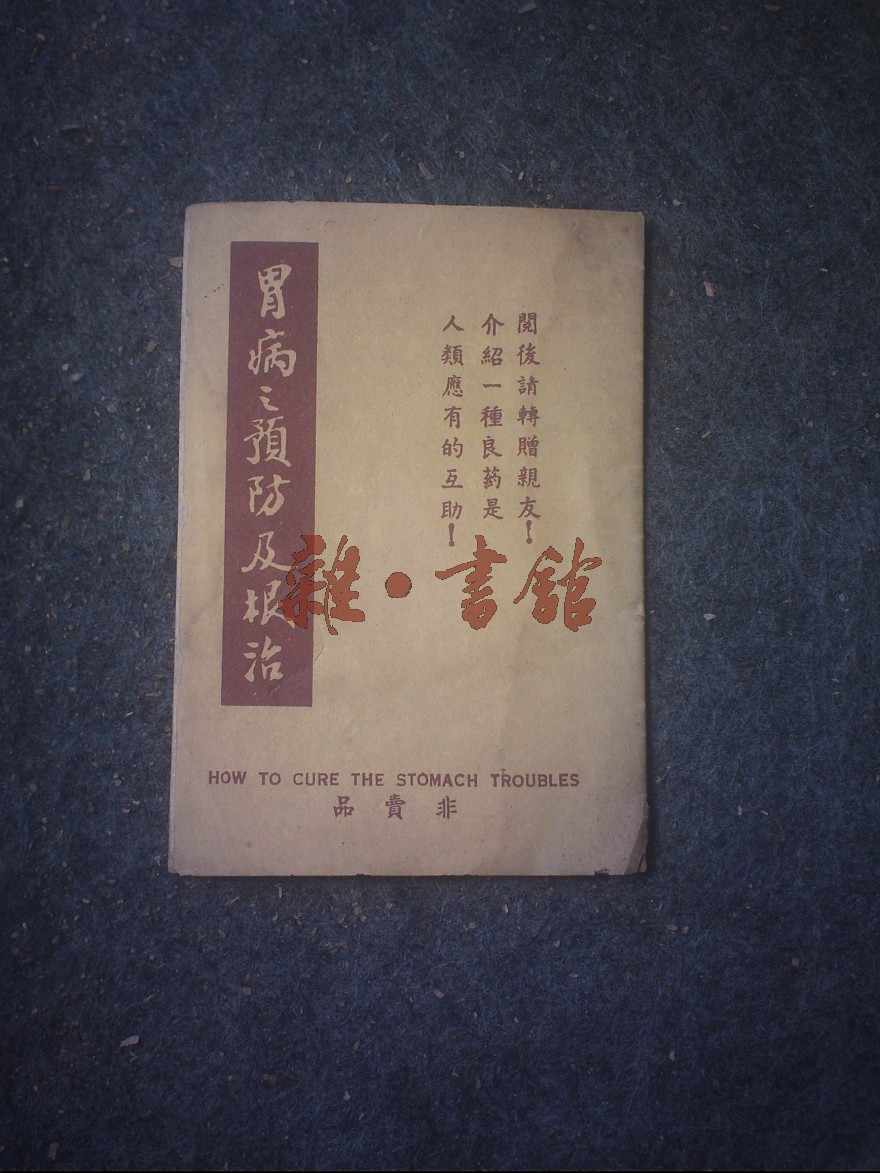 閱後請轉贈親友！
介紹一種良葯是
人類應有的互助！
胃病之預防及根治
雜·書館
HOW TO CURE THE STOMACH TROUBLES
非賣品